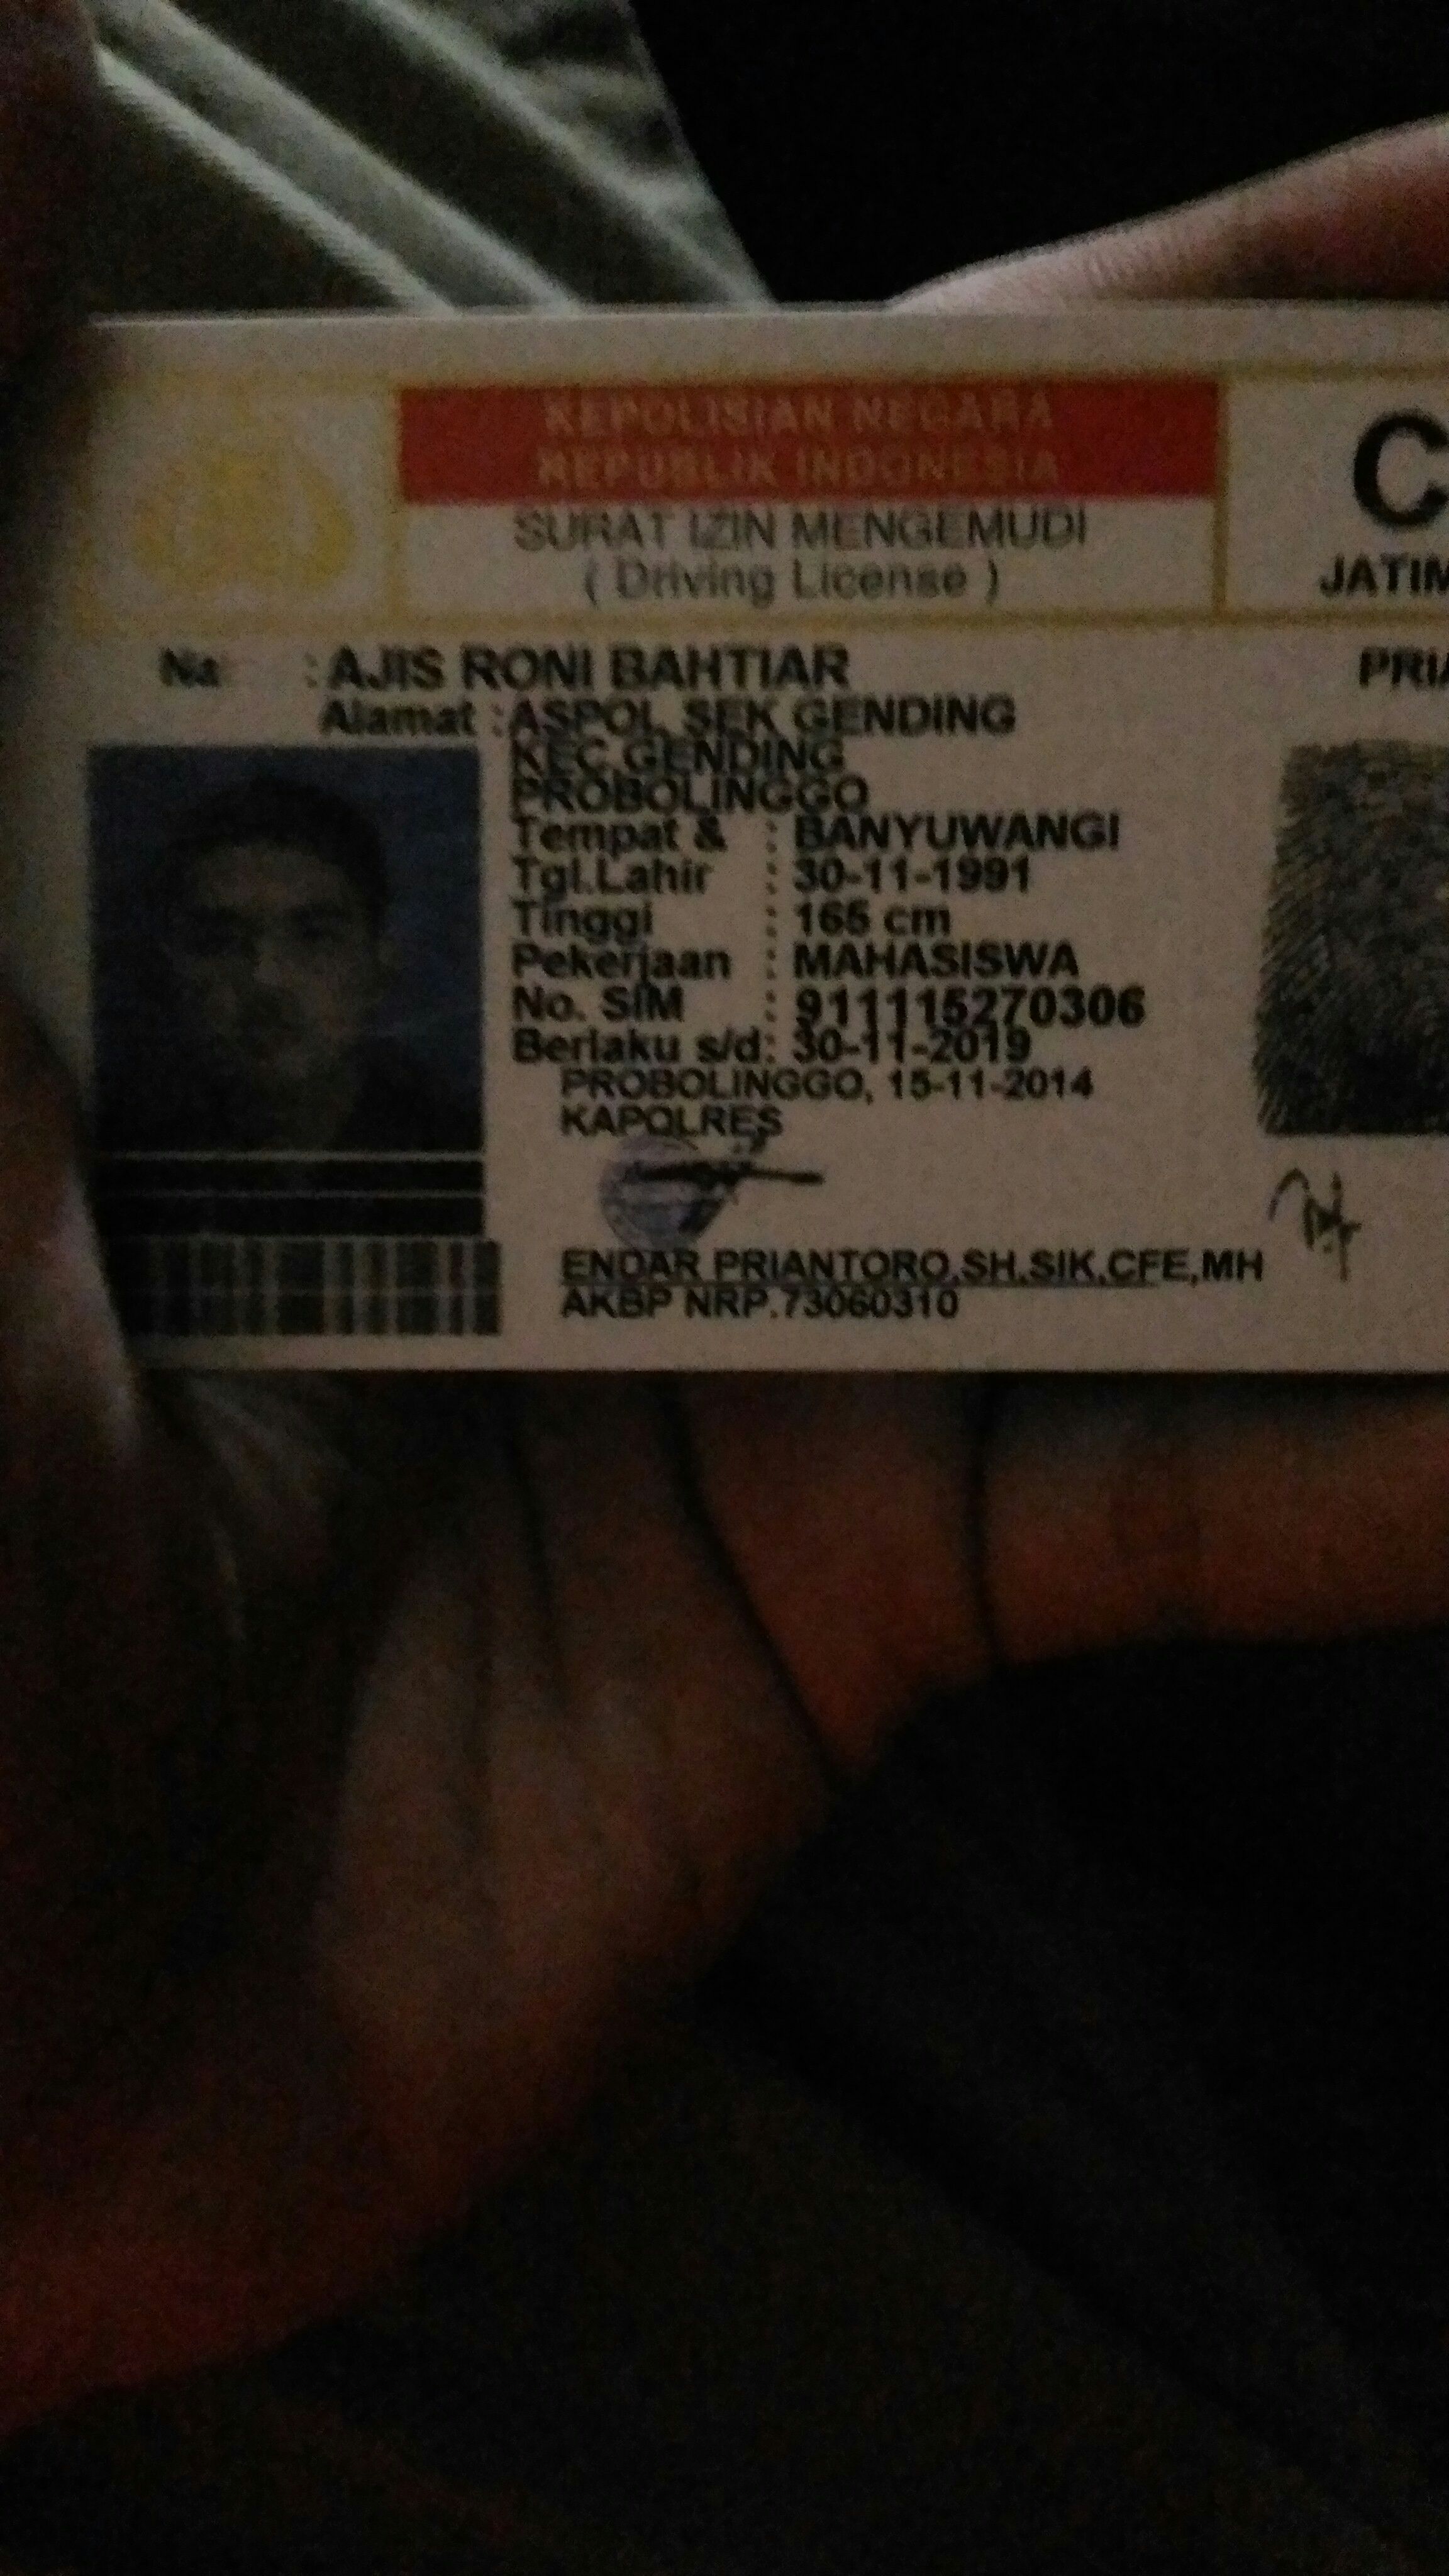 KEPOLISIAN NEGARA
REPUBLIK INDONESIA
SURAT IZIN MENGEMUDI
( Driving License )
C
JATIM
Na : AJIS RONI BAHTIAR
PRIA
Alamat : ASPOL SEK GENDING
KEC GENDING
PROBOLINGGO
Tempat & : BANYUWANGI
Tgl.Lahir : 30-11-1991
Tinggi : 165 cm
Pekerjaan : MAHASISWA
No. SIM : 911115270306
Berlaku s/d: 30-11-2019
PROBOLINGGO, 15-11-2014
KAPOLRES
ENDAR PRIANTORO,SH,SIK,CFE,MH
AKBP NRP.73060310